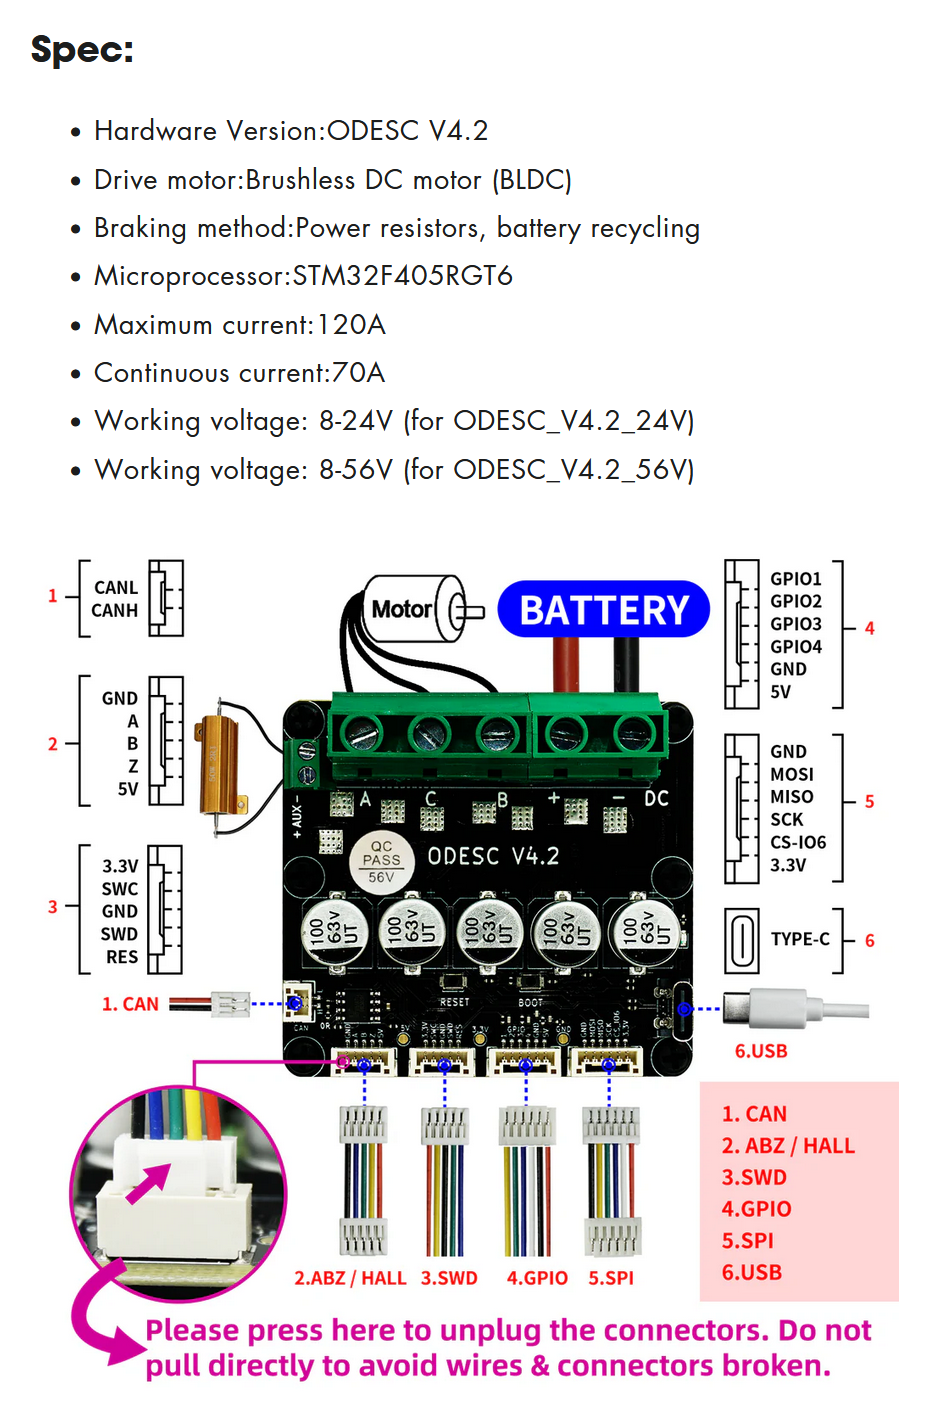 Spec:
Hardware Version:ODESC V4.2
Drive motor:Brushless DC motor (BLDC)
Braking method:Power resistors, battery recycling
Microprocessor:STM32F405RGT6
Maximum current:120A
Continuous current:70A
Working voltage: 8-24V (for ODESC_V4.2_24V)
Working voltage: 8-56V (for ODESC_V4.2_56V)
1
CANL
CANH
Motor
BATTERY
GPIO1
GPIO2
GPIO3
GPIO4
GND
5V
4
2
GND
A
B
Z
5V
GND
MOSI
MISO
SCK
CS-IO6
3.3V
5
+ AUX -
A
C
B
+
-
DC
QC
PASS
56V
ODESC V4.2
3
3.3V
SWC
GND
SWD
RES
100
63V
UT
100
63V
UT
100
63V
UT
100
63V
UT
100
63V
UT
TYPE-C
6
RESET
BOOT
1. CAN
CAN
6.USB
1. CAN
2. ABZ / HALL
3.SWD
4.GPIO
5.SPI
6.USB
2.ABZ / HALL
3.SWD
4.GPIO
5.SPI
Please press here to unplug the connectors. Do not
pull directly to avoid wires & connectors broken.